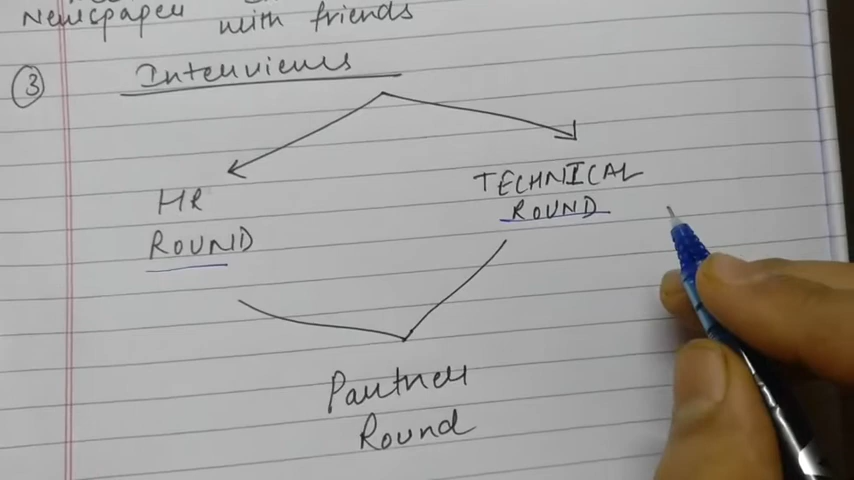 Newspaper
with friends
③ Interviews
HR
ROUND
TECHNICAL
ROUND
Partner
Round